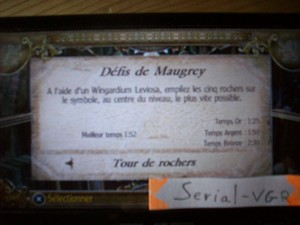 Défis de Maugrey
A l'aide d'un Wingardium Leviosa, empilez les cinq rochers sur
le symbole, au centre du niveau, le plus vite possible.
Temps Or : 1:25
Meilleur temps 1:52
Temps Argent : 1:50
Temps Bronze : 2:30
Tour de rochers
Sélectionner
Serial-VGR